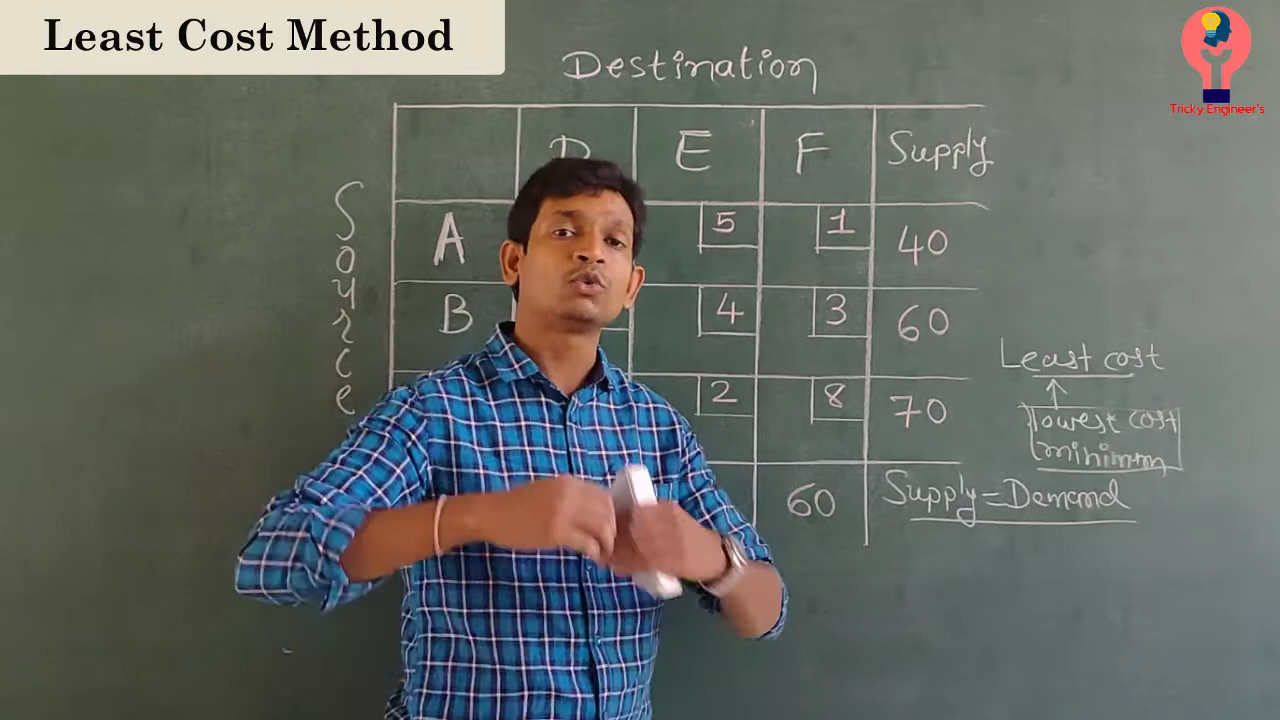 Least Cost Method
Tricky Engineer's
Destination
D E F Supply
Source
A 5 1 40
B 4 3 60
2 8 70
60 Supply=Demand
Least cost
lowest cost
minimum